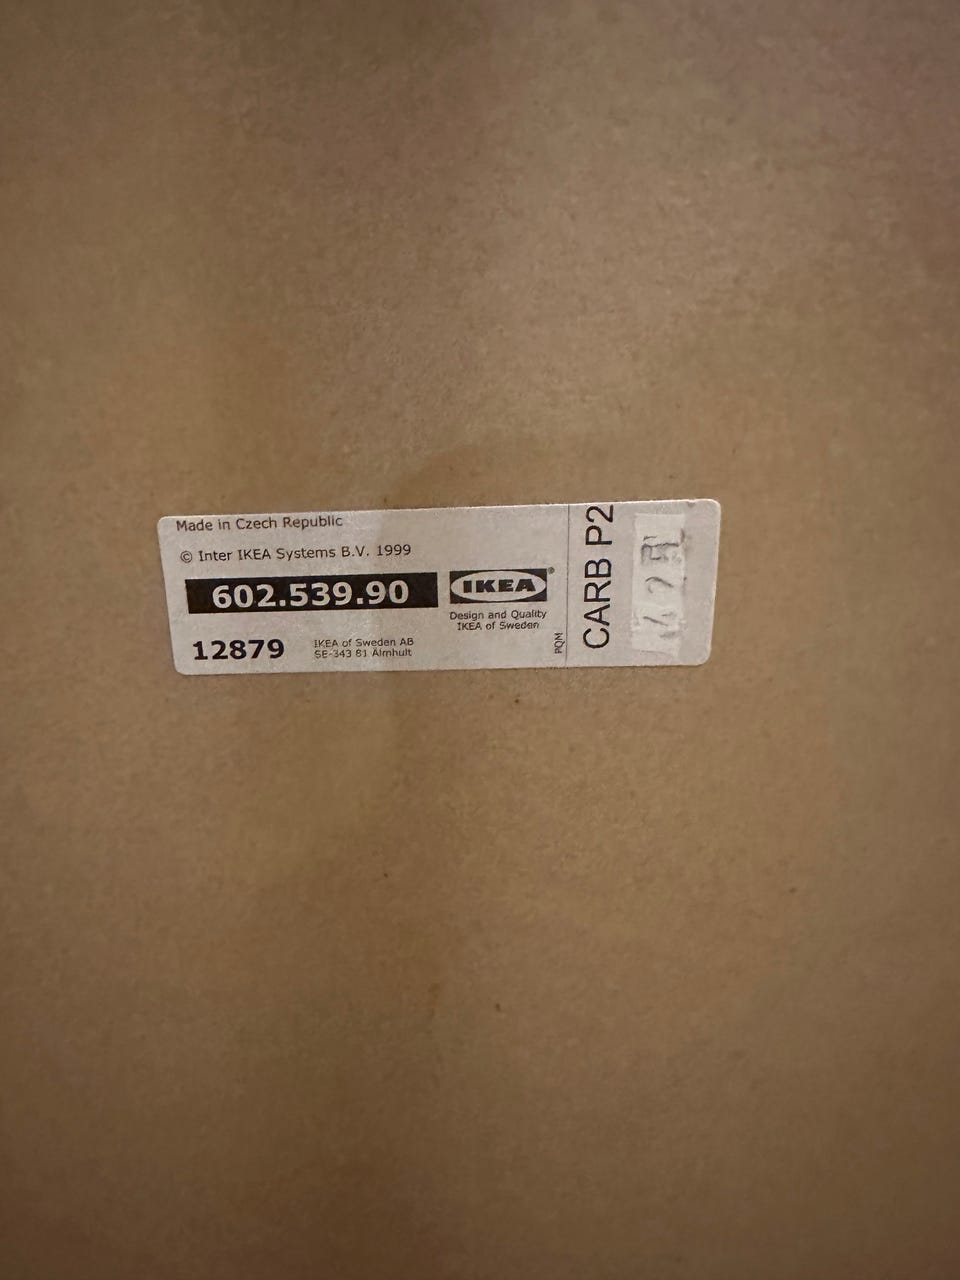 Made in Czech Republic
© Inter IKEA Systems B.V. 1999
602.539.90
IKEA®
Design and Quality
IKEA of Sweden
12879
IKEA of Sweden AB
SE-343 81 Älmhult
PQM
CARB P2